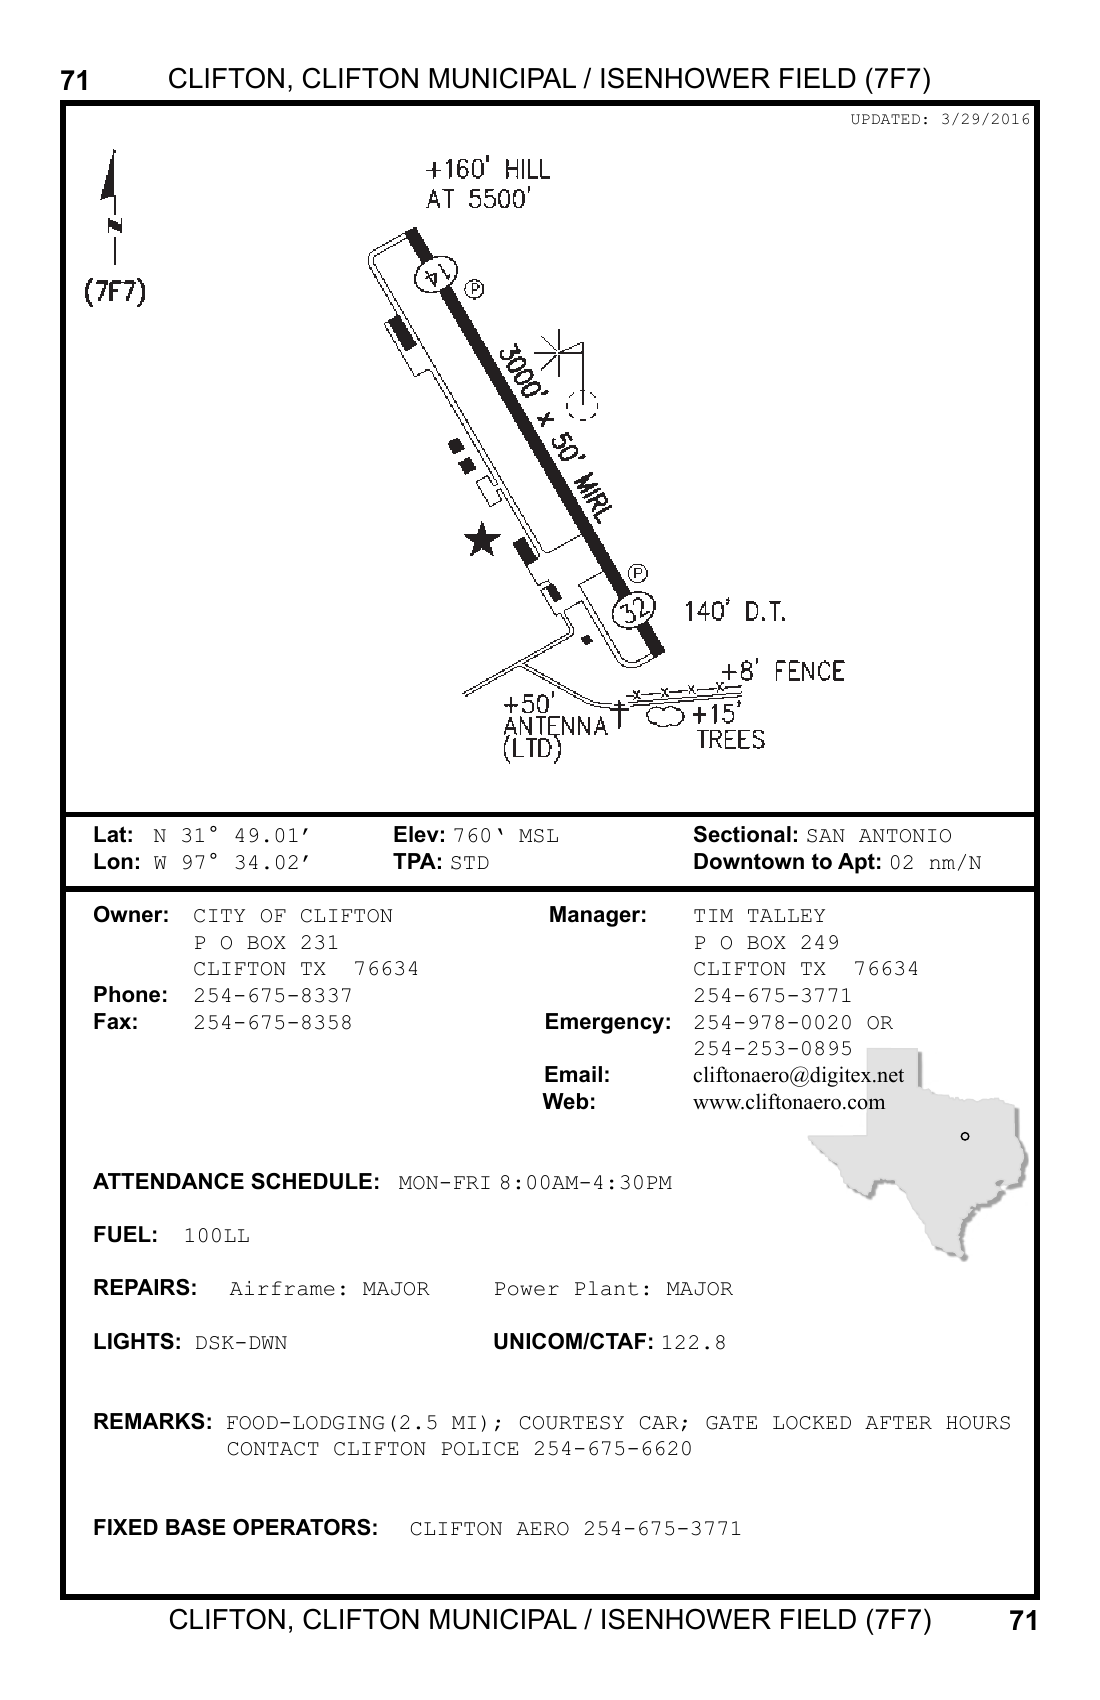 71 CLIFTON, CLIFTON MUNICIPAL / ISENHOWER FIELD (7F7)
UPDATED: 3/29/2016
+160' HILL
AT 5500'
N
(7F7)
14
P
3000' x 50' MIRL
P
32
140' D.T.
+8' FENCE
+50'
ANTENNA
(LTD)
+15'
TREES
Lat: N 31° 49.01’ Elev: 760‘ MSL Sectional: SAN ANTONIO
Lon: W 97° 34.02’ TPA: STD Downtown to Apt: 02 nm/N
Owner: CITY OF CLIFTON Manager: TIM TALLEY
P O BOX 231 P O BOX 249
CLIFTON TX 76634 CLIFTON TX 76634
Phone: 254-675-8337 254-675-3771
Fax: 254-675-8358 Emergency: 254-978-0020 OR
254-253-0895
Email: cliftonaero@digitex.net
Web: www.cliftonaero.com
ATTENDANCE SCHEDULE: MON-FRI 8:00AM-4:30PM
FUEL: 100LL
REPAIRS: Airframe: MAJOR Power Plant: MAJOR
LIGHTS: DSK-DWN UNICOM/CTAF: 122.8
REMARKS: FOOD-LODGING(2.5 MI); COURTESY CAR; GATE LOCKED AFTER HOURS
CONTACT CLIFTON POLICE 254-675-6620
FIXED BASE OPERATORS: CLIFTON AERO 254-675-3771
CLIFTON, CLIFTON MUNICIPAL / ISENHOWER FIELD (7F7) 71